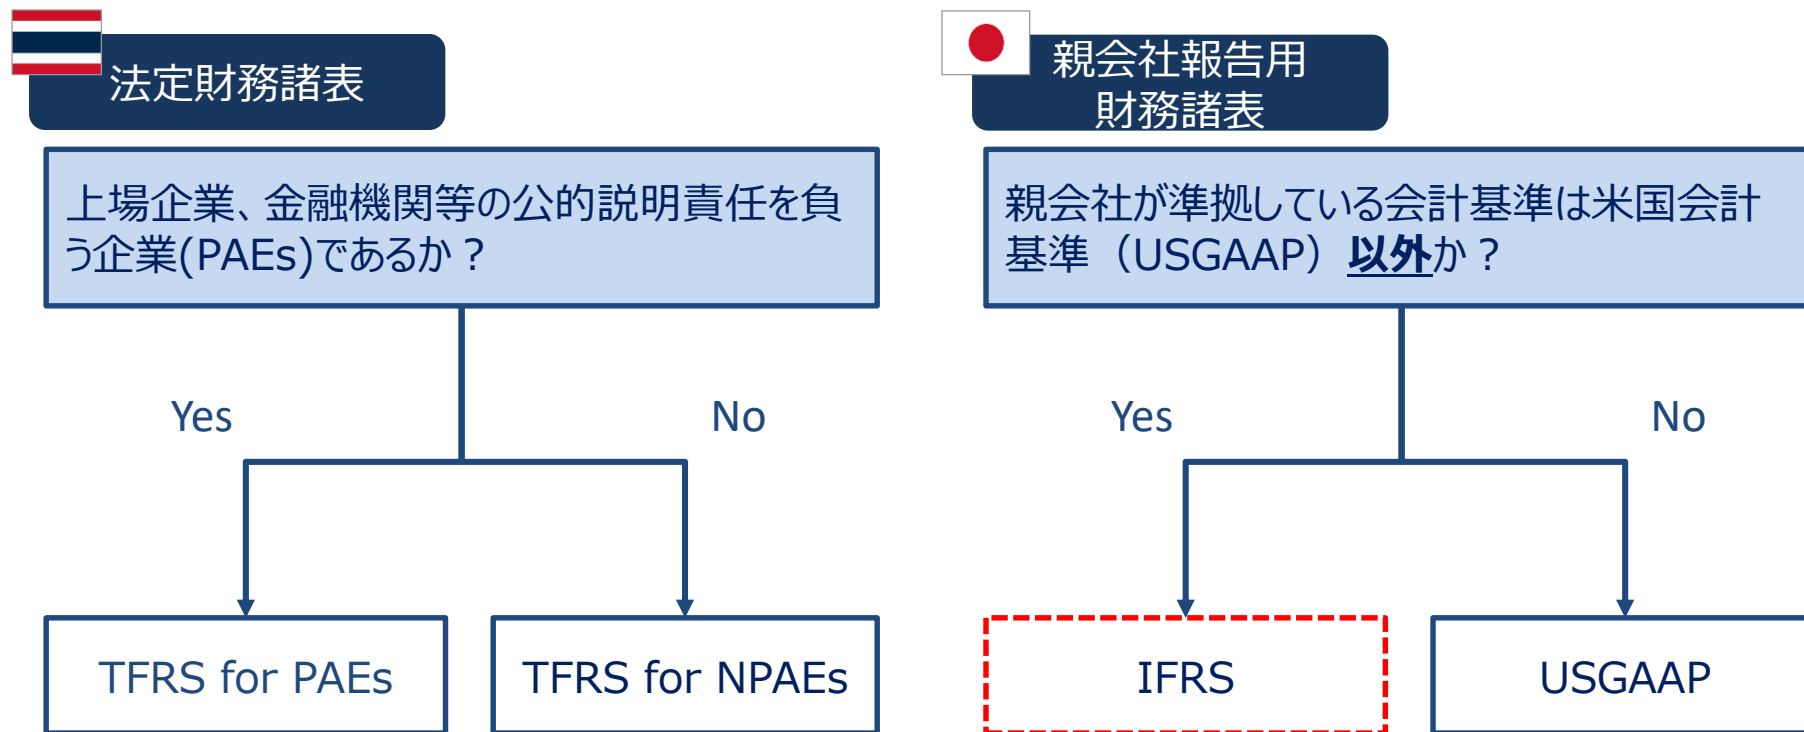 法定財務諸表
上場企業、金融機関等の公的説明責任を負
う企業(PAEs)であるか？
Yes
No
TFRS for PAEs
TFRS for NPAEs
親会社報告用
財務諸表
親会社が準拠している会計基準は米国会計
基準（USGAAP）以外か？
Yes
No
IFRS
USGAAP